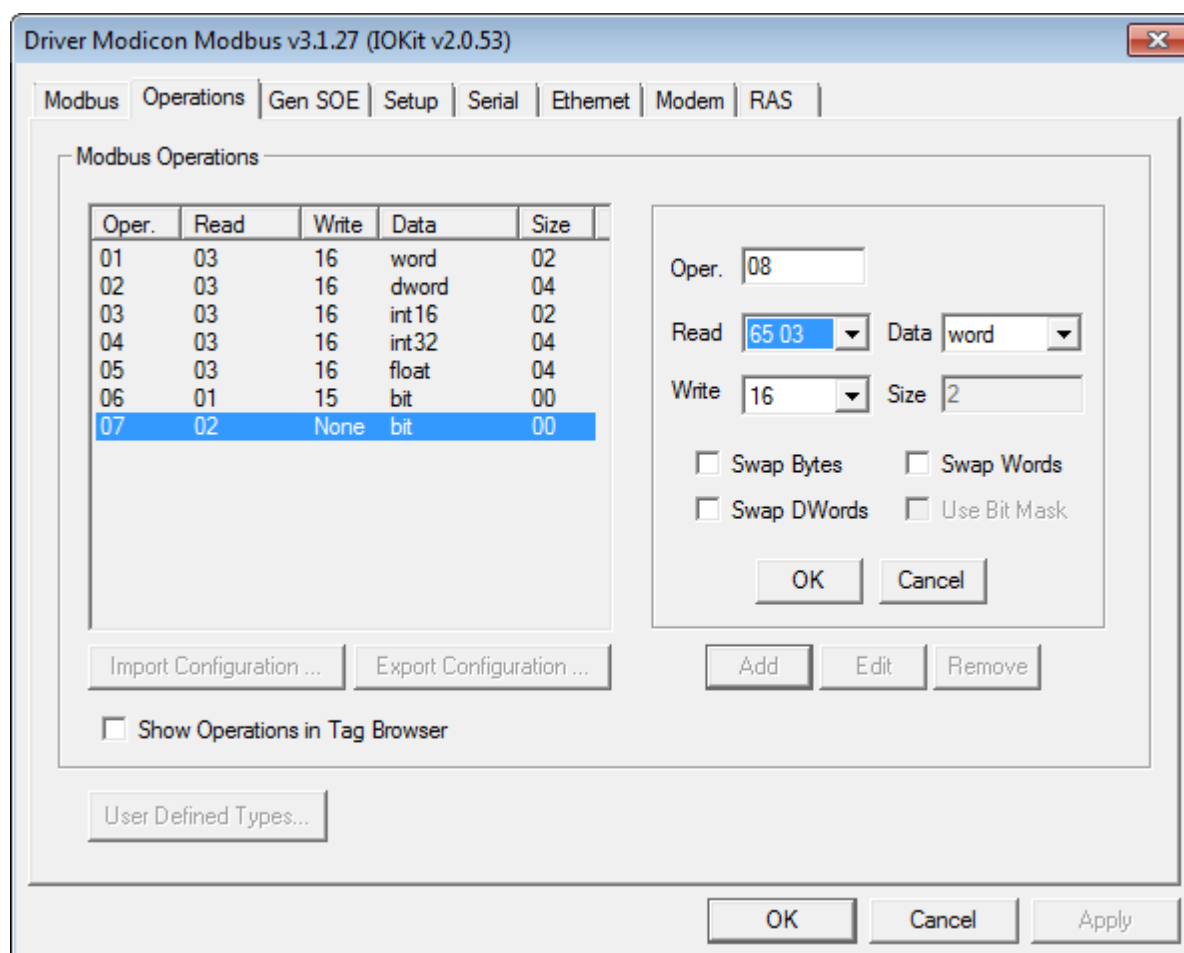 Driver Modicon Modbus v3.1.27 (IOKit v2.0.53)
Modbus Operations Gen SOE Setup Serial Ethernet Modem RAS
Modbus Operations
Oper. Read Write Data Size
01 03 16 word 02
02 03 16 dword 04
03 03 16 int16 02
04 03 16 int32 04
05 03 16 float 04
06 01 15 bit 00
07 02 None bit 00
Oper. 08
Read 65 03 Data word
Write 16 Size 2
Swap Bytes Swap Words
Swap DWords Use Bit Mask
OK Cancel
Import Configuration ... Export Configuration ... Add Edit Remove
Show Operations in Tag Browser
User Defined Types...
OK Cancel Apply